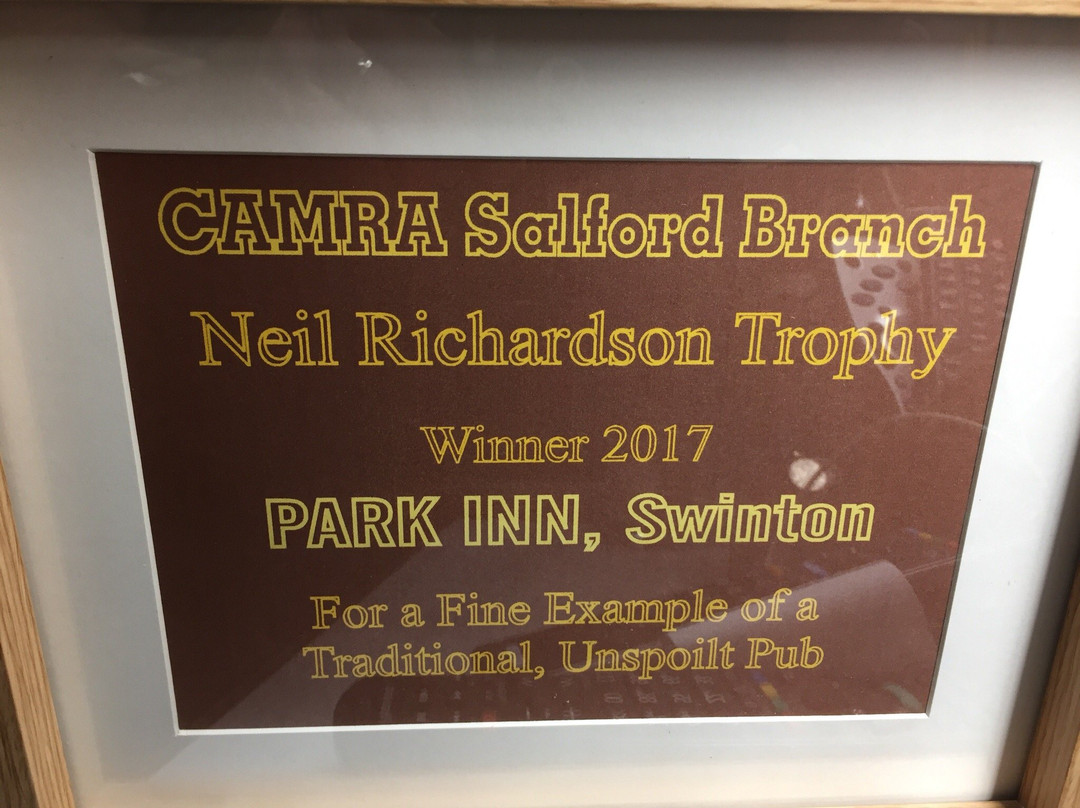 CAMRA Salford Branch
Neil Richardson Trophy
Winner 2017
PARK INN, Swinton
For a Fine Example of a
Traditional, Unspoilt Pub